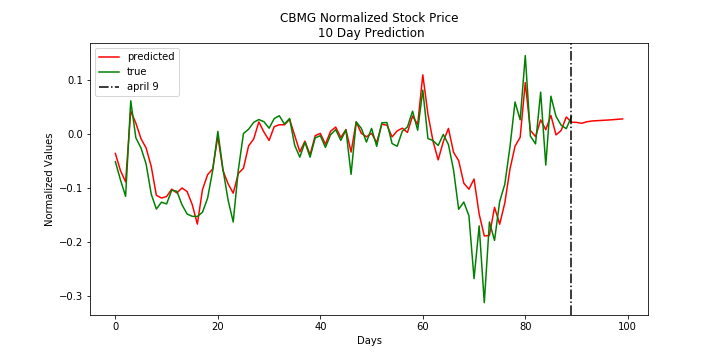 CBMG Normalized Stock Price
10 Day Prediction
predicted
true
april 9
Normalized Values
0.1
0.0
−0.1
−0.2
−0.3
0 20 40 60 80 100
Days